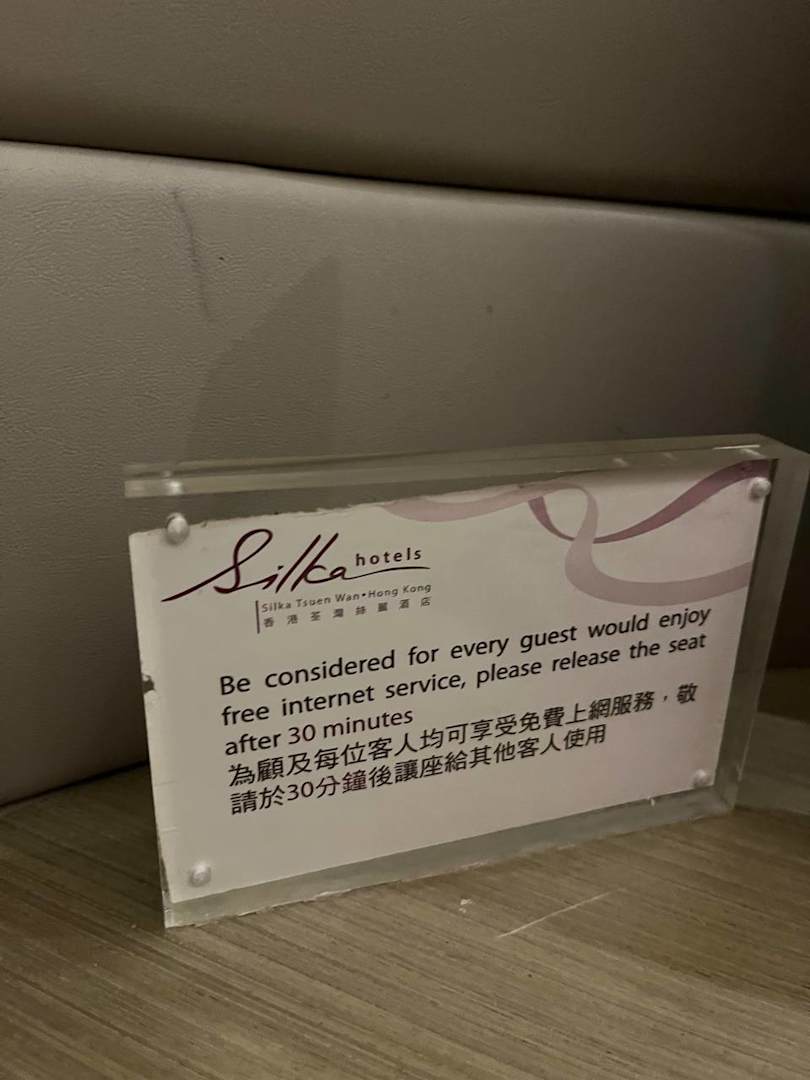 Silka hotels
Silka Tsuen Wan•Hong Kong
香港荃灣絲麗酒店
Be considered for every guest would enjoy
free internet service, please release the seat
after 30 minutes
為顧及每位客人均可享受免費上網服務，敬
請於30分鐘後讓座給其他客人使用